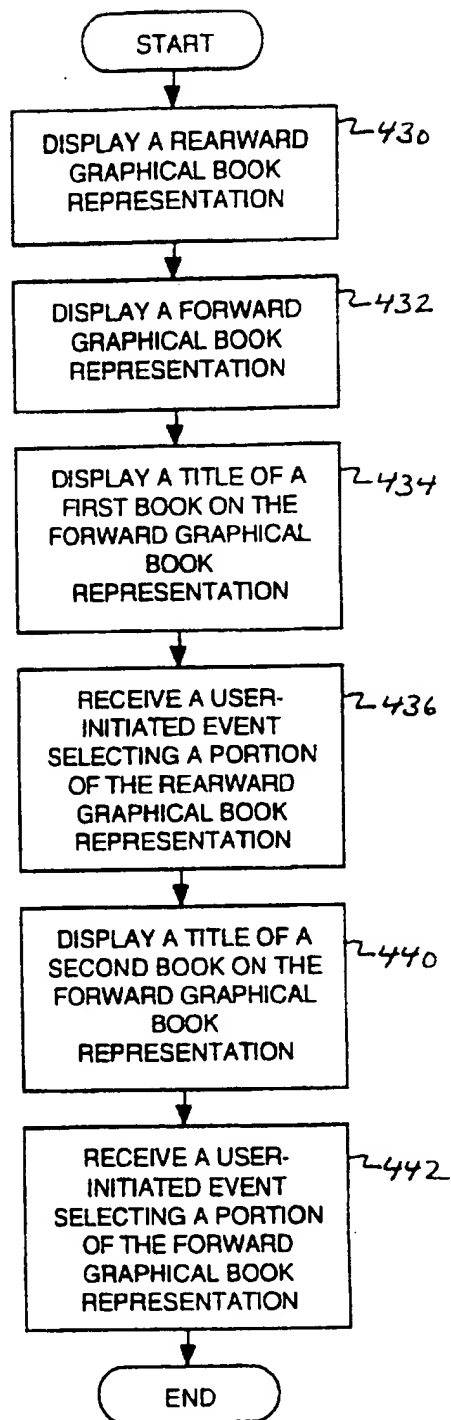 START
DISPLAY A REARWARD
GRAPHICAL BOOK
REPRESENTATION
430
DISPLAY A FORWARD
GRAPHICAL BOOK
REPRESENTATION
432
DISPLAY A TITLE OF A
FIRST BOOK ON THE
FORWARD GRAPHICAL
BOOK
REPRESENTATION
434
RECEIVE A USER-
INITIATED EVENT
SELECTING A PORTION
OF THE REARWARD
GRAPHICAL BOOK
REPRESENTATION
436
DISPLAY A TITLE OF A
SECOND BOOK ON THE
FORWARD GRAPHICAL
BOOK
REPRESENTATION
440
RECEIVE A USER-
INITIATED EVENT
SELECTING A PORTION
OF THE FORWARD
GRAPHICAL BOOK
REPRESENTATION
442
END